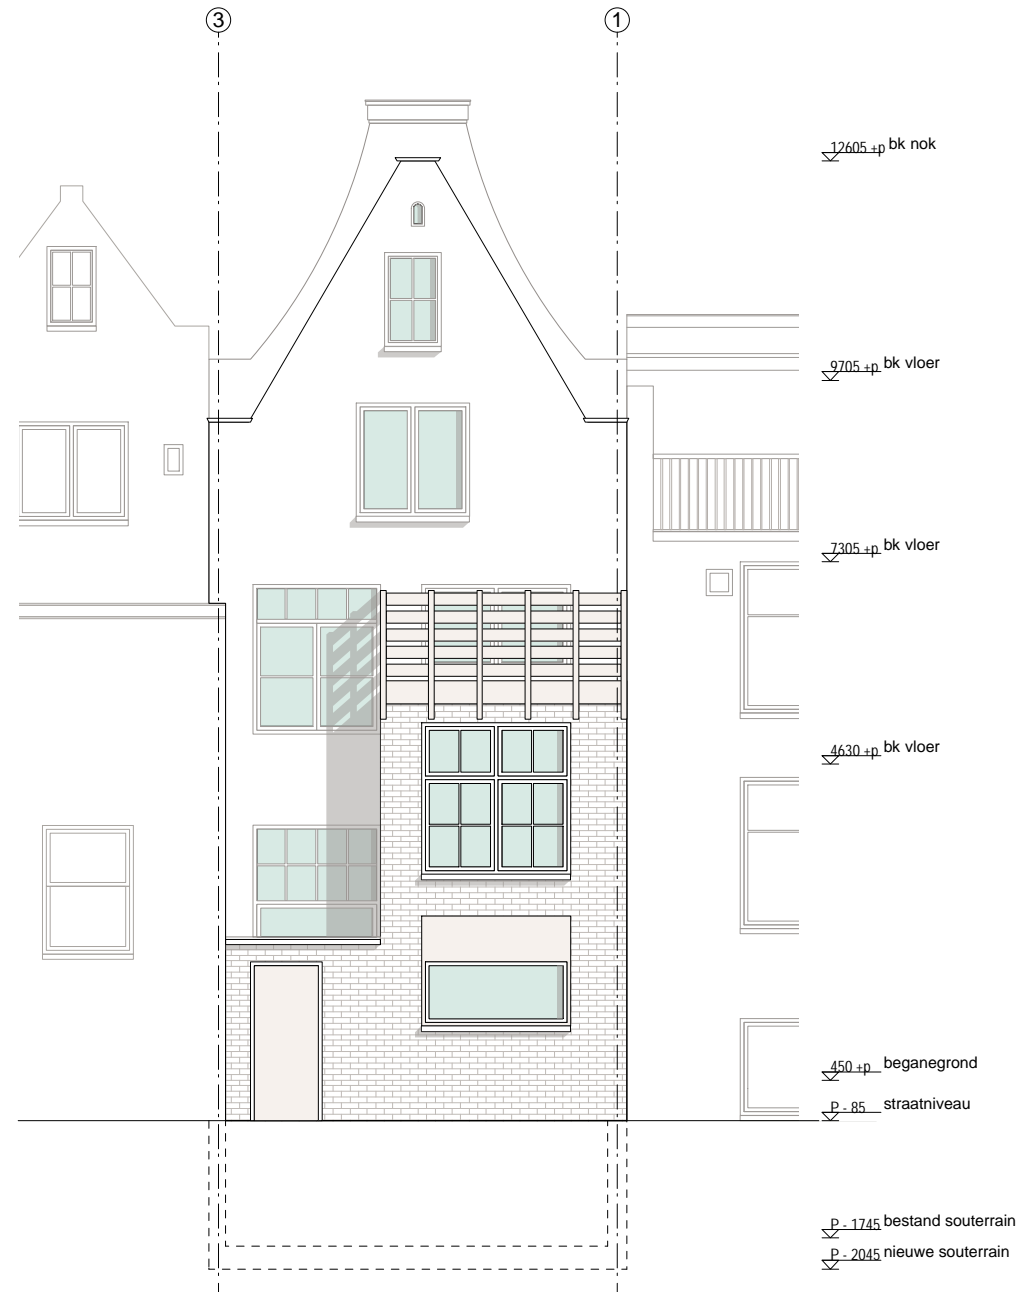 3 1
12605 +p bk nok
9705 +p bk vloer
7305 +p bk vloer
4630 +p bk vloer
450 +p beganegrond
P - 85 straatniveau
P - 1745 bestand souterrain
P - 2045 nieuwe souterrain